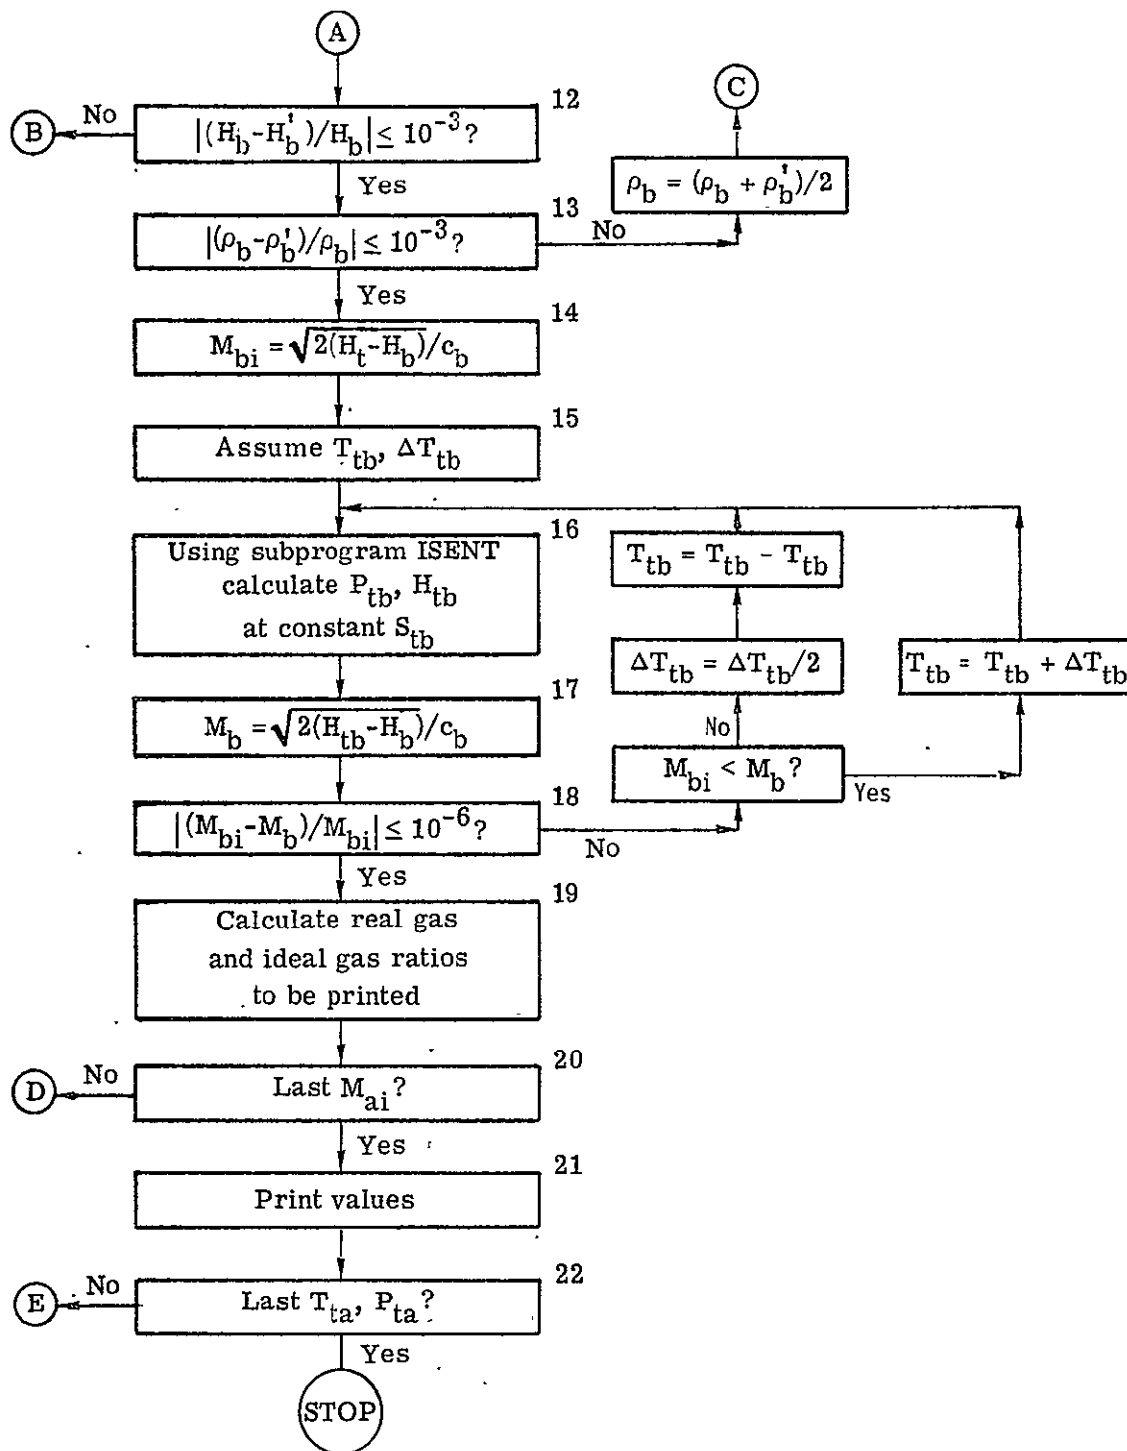 A
12
B
No
|(H_b-H_b')/H_b| ≤ 10^-3?
C
Yes
ρ_b = (ρ_b + ρ_b')/2
13
|(ρ_b-ρ_b')/ρ_b| ≤ 10^-3?
No
Yes
14
M_bi = √2(H_t-H_b)/c_b
15
Assume T_tb, ΔT_tb
16
Using subprogram ISENT
calculate P_tb, H_tb
at constant S_tb
T_tb = T_tb - T_tb
ΔT_tb = ΔT_tb/2
T_tb = T_tb + ΔT_tb
17
M_b = √2(H_tb-H_b)/c_b
No
M_bi < M_b?
Yes
18
|(M_bi-M_b)/M_bi| ≤ 10^-6?
No
Yes
19
Calculate real gas
and ideal gas ratios
to be printed
20
D
No
Last M_ai?
Yes
21
Print values
22
E
No
Last T_ta, P_ta?
Yes
STOP